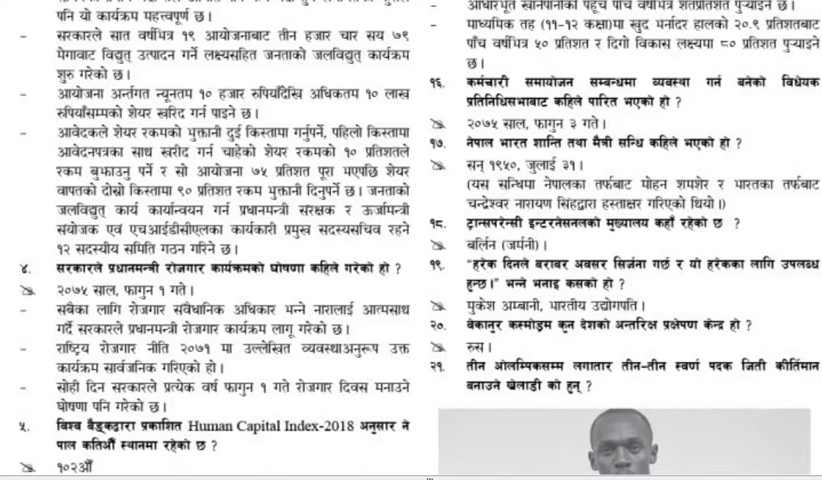 पनि यो कार्यक्रम महत्त्वपूर्ण छ।
- सरकारले सात वर्षभित्र १९ आयोजनाबाट तीन हजार चार सय ७९
मेगावाट विद्युत् उत्पादन गर्ने लक्ष्यसहित जनताको जलविद्युत् कार्यक्रम
शुरु गरेको छ।
- आयोजना अर्न्तगत न्यूनतम १० हजार रुपियाँदेखि अधिकतम १० लाख
रुपियाँसम्मको शेयर खरिद गर्न पाइने छ।
- आवेदकले शेयर रकमको भुक्तानी दुई किस्तामा गर्नुपर्ने, पहिलो किस्तामा
आवेदनपत्रका साथ खरीद गर्न चाहेको शेयर रकमको १० प्रतिशतले
रकम बुझाउनु पर्ने र सो आयोजना ७५ प्रतिशत पूरा भएपछि शेयर
वापतको दोस्रो किस्तामा ९० प्रतिशत रकम भुक्तानी दिनुपर्ने छ। जनताको
जलविद्युत् कार्य कार्यान्वयन गर्न प्रधानमन्त्री संरक्षक र ऊर्जामन्त्री
संयोजक एवं एचआईडीसीएलका कार्यकारी प्रमुख सदस्यसचिव रहने
१२ सदस्यीय समिति गठन गरिने छ।
४. सरकारले प्रधानमन्त्री रोजगार कार्यक्रमको घोषणा कहिले गरेको हो ?
२०७५ साल, फागुन १ गते।
- सबैका लागि रोजगार संवैधानिक अधिकार भन्ने नारालाई आत्मसाथ
गर्दै सरकारले प्रधानमन्त्री रोजगार कार्यक्रम लागू गरेको छ।
- राष्ट्रिय रोजगार नीति २०७१ मा उल्लेखित व्यवस्थाअनुरूप उक्त
कार्यक्रम सार्वजनिक गरिएको हो।
- सोही दिन सरकारले प्रत्येक वर्ष फागुन १ गते रोजगार दिवस मनाउने
घोषणा पनि गरेको छ।
५. विश्व बैङ्कद्वारा प्रकाशित Human Capital Index-2018 अनुसार ने
पाल कतिऔँ स्थानमा रहेको छ ?
१०२औँ
- आधारभूत खानेपानीको पहुँच पाँच वर्षभित्र शतप्रतिशत पुऱ्याइने छ।
- माध्यमिक तह (११-१२ कक्षा)मा खुद भर्नादर हालको २०.९ प्रतिशतबाट
पाँच वर्षभित्र ५० प्रतिशत र दिगो विकास लक्ष्यमा ८० प्रतिशत पुऱ्याइने
छ।
१६. कर्मचारी समायोजन सम्बन्धमा व्यवस्था गर्न बनेको विधेयक
प्रतिनिधिसभाबाट कहिले पारित भएको हो ?
२०७५ साल, फागुन ३ गते।
१७. नेपाल भारत शान्ति तथा मैत्री सन्धि कहिले भएको हो ?
सन् १९५०, जुलाई ३१।
(यस सन्धिमा नेपालका तर्फबाट मोहन शमशेर र भारतका तर्फबाट
चन्द्रेश्वर नारायण सिंहद्वारा हस्ताक्षर गरिएको थियो।)
१८. ट्रान्सपरेन्सी इन्टरनेसनलको मुख्यालय कहाँ रहेको छ ?
बर्लिन (जर्मनी)।
१९. "हरेक दिनले बराबर अवसर सिर्जना गर्छ र यो हरेकका लागि उपलब्ध
हुन्छ।" भन्ने भनाइ कसको हो ?
मुकेश अम्बानी, भारतीय उद्योगपति।
२०. बैकानुर कस्मोड्रम कुन देशको अन्तरिक्ष प्रक्षेपण केन्द्र हो ?
रुस।
२१. तीन ओलम्पिकसम्म लगातार तीन-तीन स्वर्ण पदक जिती कीर्तिमान
बनाउने खेलाडी को हुन् ?